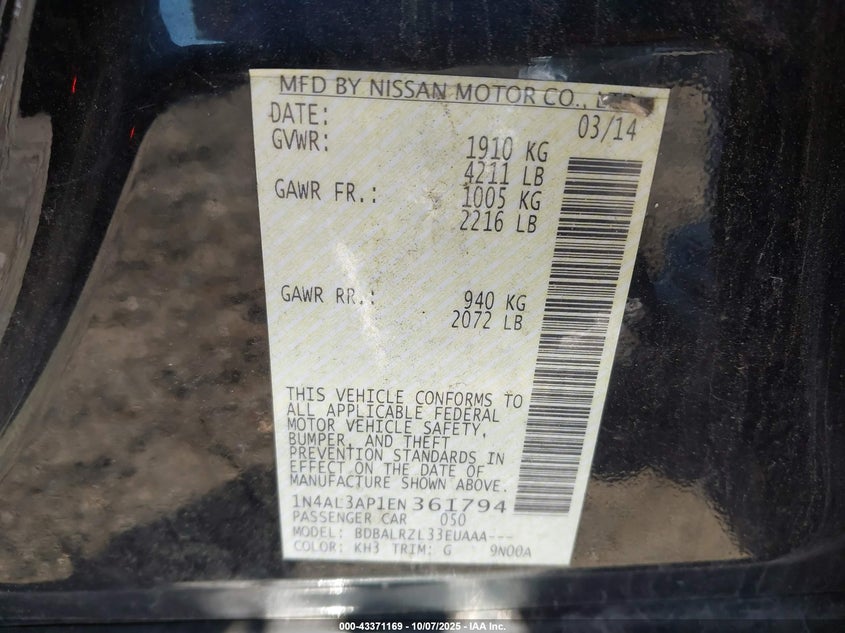 MFD BY NISSAN MOTOR CO., LTD.
DATE: 03/14
GVWR: 1910 KG
4211 LB
GAWR FR.: 1005 KG
2216 LB
GAWR RR.: 940 KG
2072 LB
THIS VEHICLE CONFORMS TO
ALL APPLICABLE FEDERAL
MOTOR VEHICLE SAFETY,
BUMPER, AND THEFT
PREVENTION STANDARDS IN
EFFECT ON THE DATE OF
MANUFACTURE SHOWN ABOVE.
1N4AL3AP1EN361794
PASSENGER CAR 050
MODEL: BDBALRZL33EUAAA---
COLOR: KH3 TRIM: G 9N00A
000-43371169 - 10/07/2025 - IAA Inc.